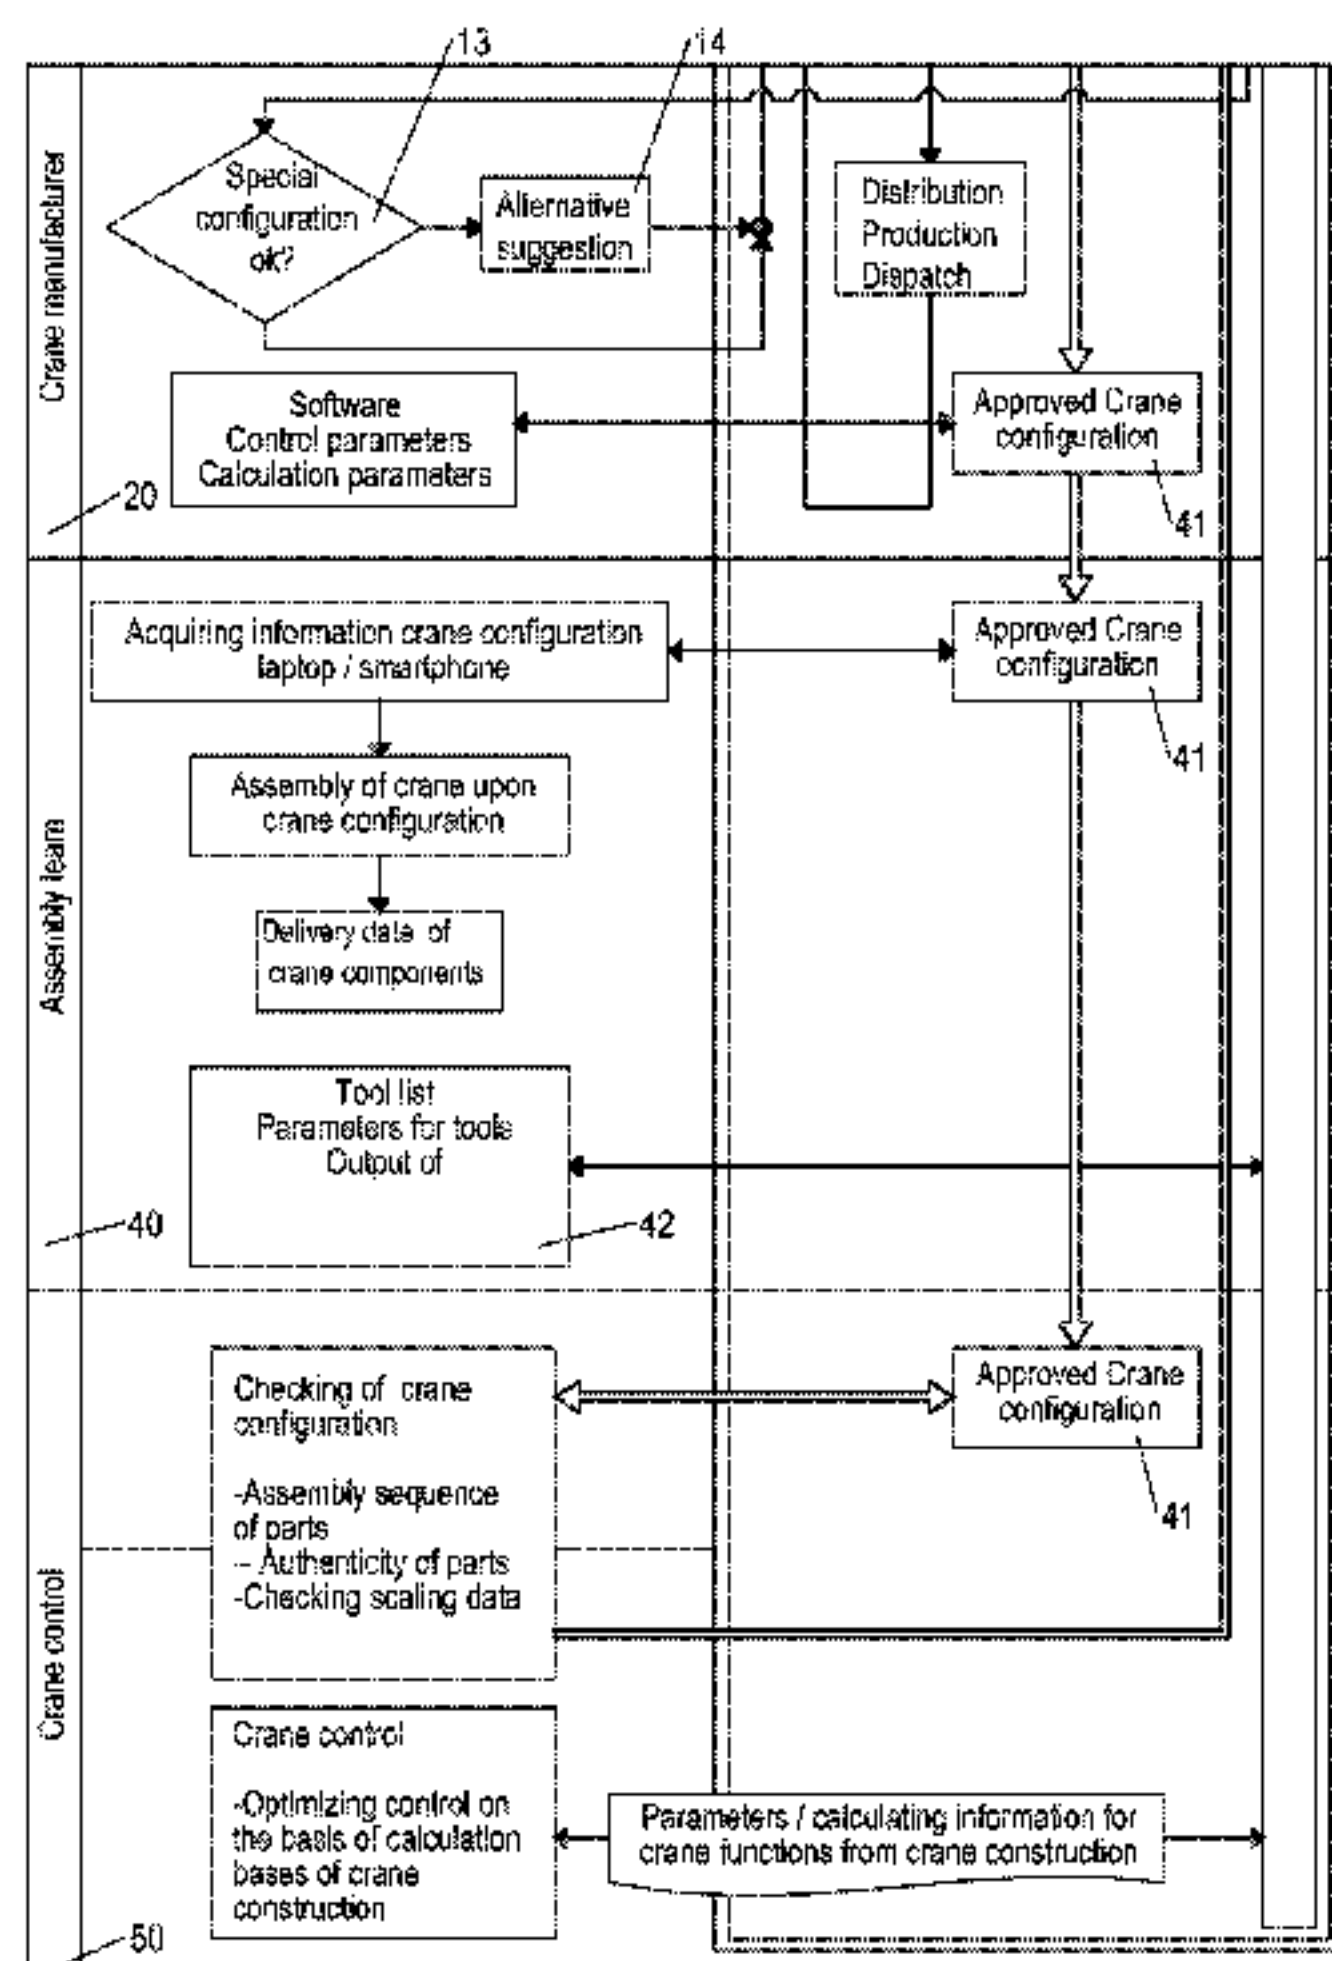 13
14
Crane manufacturer
Special
configuration
ok?
Alternative
suggestion
Distribution
Production
Dispatch
Software
Control parameters
Calculation parameters
Approved Crane
configuration
20
41
Assembly team
Acquiring information crane configuration
laptop / smartphone
Approved Crane
configuration
41
Assembly of crane upon
crane configuration
Delivery date of
crane components
Tool list
Parameters for tools
Output of
40
42
Crane control
Checking of crane
configuration
-Assembly sequence
of parts
- Authenticity of parts
-Checking scaling data
Approved Crane
configuration
41
Crane control
-Optimizing control on
the basis of calculation
bases of crane
construction
Parameters / calculating information for
crane functions from crane construction
50